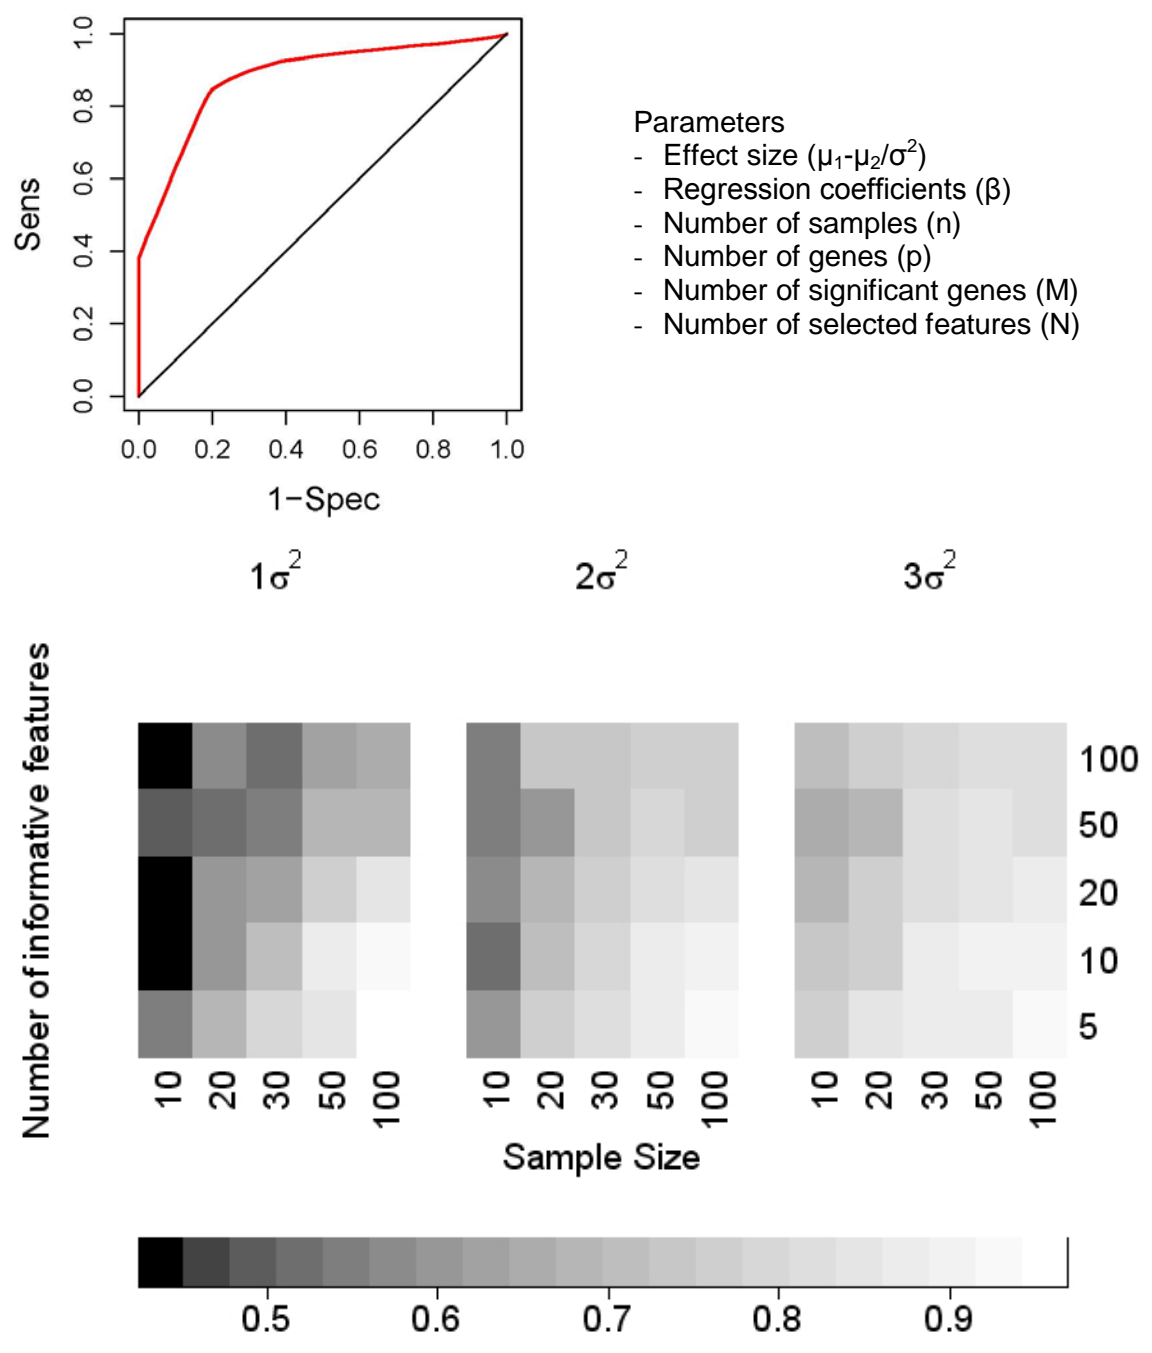 1.0
0.8
0.6
0.4
0.2
0.0
Sens
0.0 0.2 0.4 0.6 0.8 1.0
1−Spec
Parameters
- Effect size (μ₁-μ₂/σ²)
- Regression coefficients (β)
- Number of samples (n)
- Number of genes (p)
- Number of significant genes (M)
- Number of selected features (N)
1σ² 2σ² 3σ²
Number of informative features
100
50
20
10
5
10 20 30 50 100 10 20 30 50 100 10 20 30 50 100
Sample Size
0.5 0.6 0.7 0.8 0.9